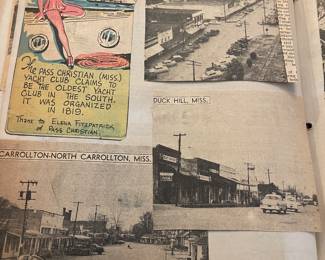 The PASS CHRISTIAN (MISS.)
YACHT CLUB CLAIMS TO
BE THE OLDEST YACHT
CLUB IN THE SOUTH.
IT WAS ORGANIZED
IN 1819.
Thanx to ELENA FITZPATRICK,
of PASS CHRISTIAN.
DUCK HILL, MISS.
CARROLLTON-NORTH CARROLLTON, MISS.